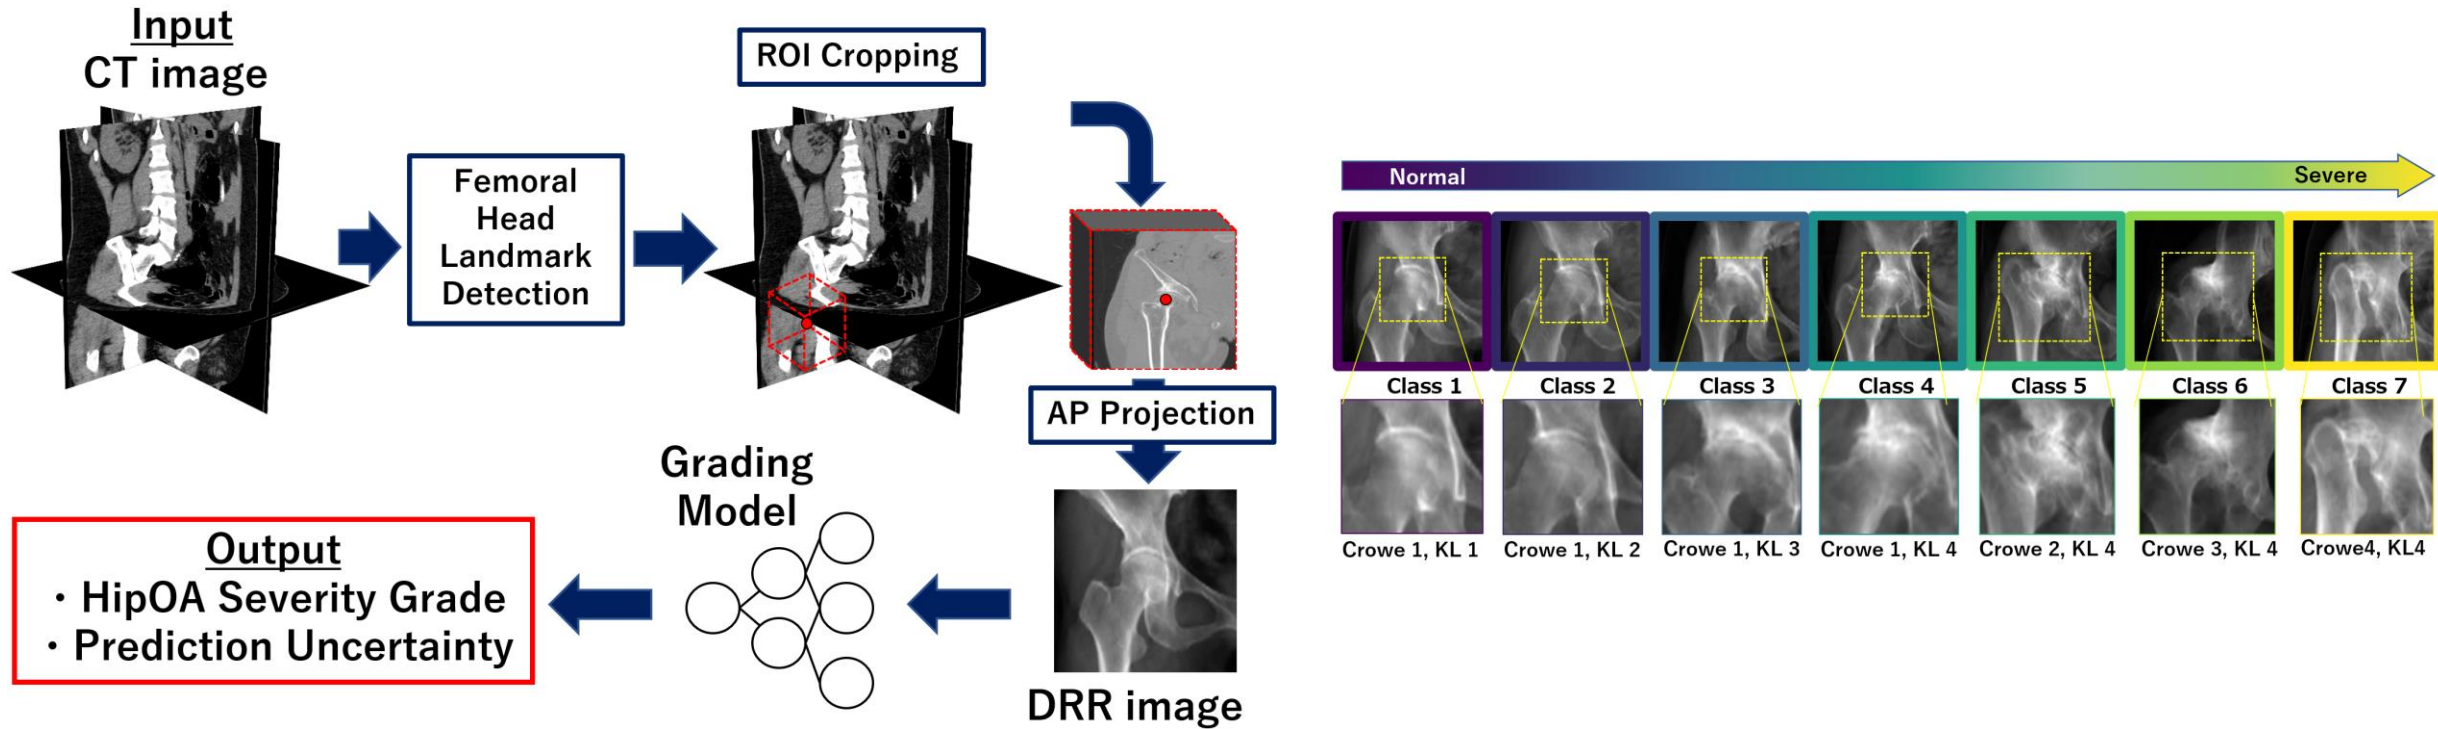 Input
CT image
Femoral
Head
Landmark
Detection
ROI Cropping
AP Projection
DRR image
Grading
Model
Output
・HipOA Severity Grade
・Prediction Uncertainty
Normal
Severe
Class 1
Class 2
Class 3
Class 4
Class 5
Class 6
Class 7
Crowe 1, KL 1
Crowe 1, KL 2
Crowe 1, KL 3
Crowe 1, KL 4
Crowe 2, KL 4
Crowe 3, KL 4
Crowe4, KL4